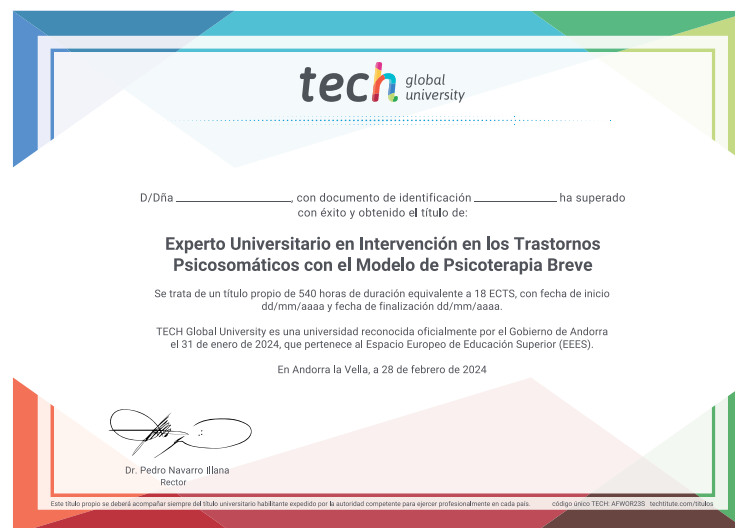 tech global university
D/Dña ____________________, con documento de identificación ______________ ha superado
con éxito y obtenido el título de:
Experto Universitario en Intervención en los Trastornos
Psicosomáticos con el Modelo de Psicoterapia Breve
Se trata de un título propio de 540 horas de duración equivalente a 18 ECTS, con fecha de inicio
dd/mm/aaaa y fecha de finalización dd/mm/aaaa.
TECH Global University es una universidad reconocida oficialmente por el Gobierno de Andorra
el 31 de enero de 2024, que pertenece al Espacio Europeo de Educación Superior (EEES).
En Andorra la Vella, a 28 de febrero de 2024
Dr. Pedro Navarro Illana
Rector
Este título propio se deberá acompañar siempre del título universitario habilitante expedido por la autoridad competente para ejercer profesionalmente en cada país. código único TECH: AFWOR23S techtitute.com/títulos